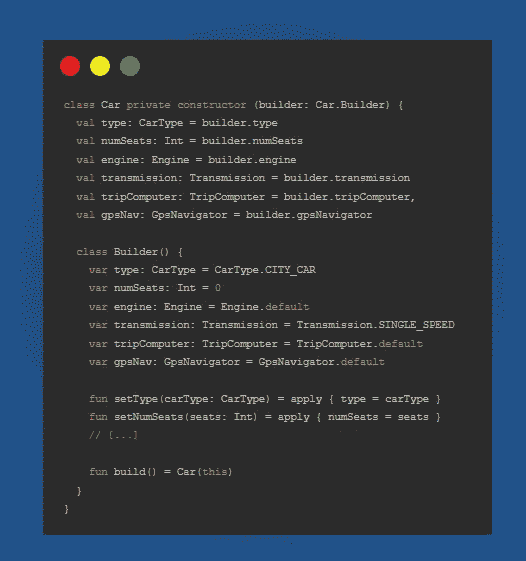 class Car private constructor (builder: Car.Builder) {
val type: CarType = builder.type
val numSeats: Int = builder.numSeats
val engine: Engine = builder.engine
val transmission: Transmission = builder.transmission
val tripComputer: TripComputer = builder.tripComputer,
val gpsNav: GpsNavigator = builder.gpsNavigator
class Builder() {
var type: CarType = CarType.CITY_CAR
var numSeats: Int = 0
var engine: Engine = Engine.default
var transmission: Transmission = Transmission.SINGLE_SPEED
var tripComputer: TripComputer = TripComputer.default
var gpsNav: GpsNavigator = GpsNavigator.default
fun setType(carType: CarType) = apply { type = carType }
fun setNumSeats(seats: Int) = apply { numSeats = seats }
// [...]
fun build() = Car(this)
}
}